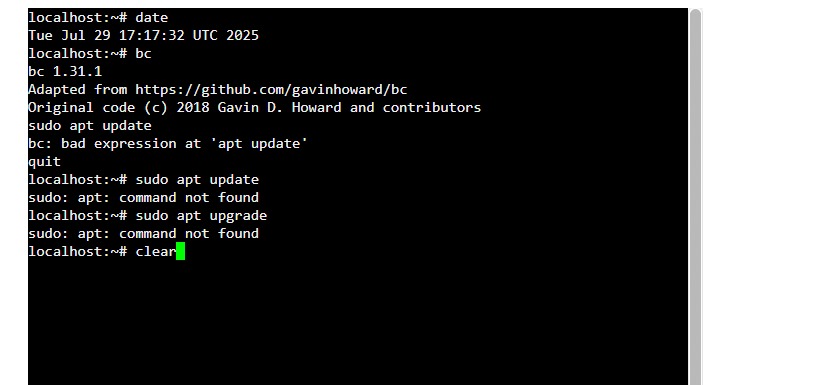 localhost:~# date
Tue Jul 29 17:17:32 UTC 2025
localhost:~# bc
bc 1.31.1
Adapted from https://github.com/gavinhoward/bc
Original code (c) 2018 Gavin D. Howard and contributors
sudo apt update
bc: bad expression at 'apt update'
quit
localhost:~# sudo apt update
sudo: apt: command not found
localhost:~# sudo apt upgrade
sudo: apt: command not found
localhost:~# clear